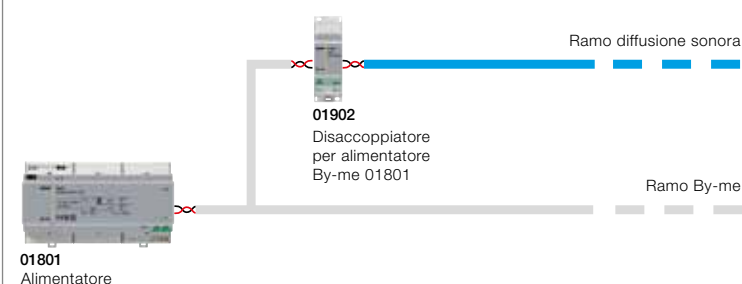 Ramo diffusione sonora
01902
Disaccoppiatore
per alimentatore
By-me 01801
Ramo By-me
01801
Alimentatore